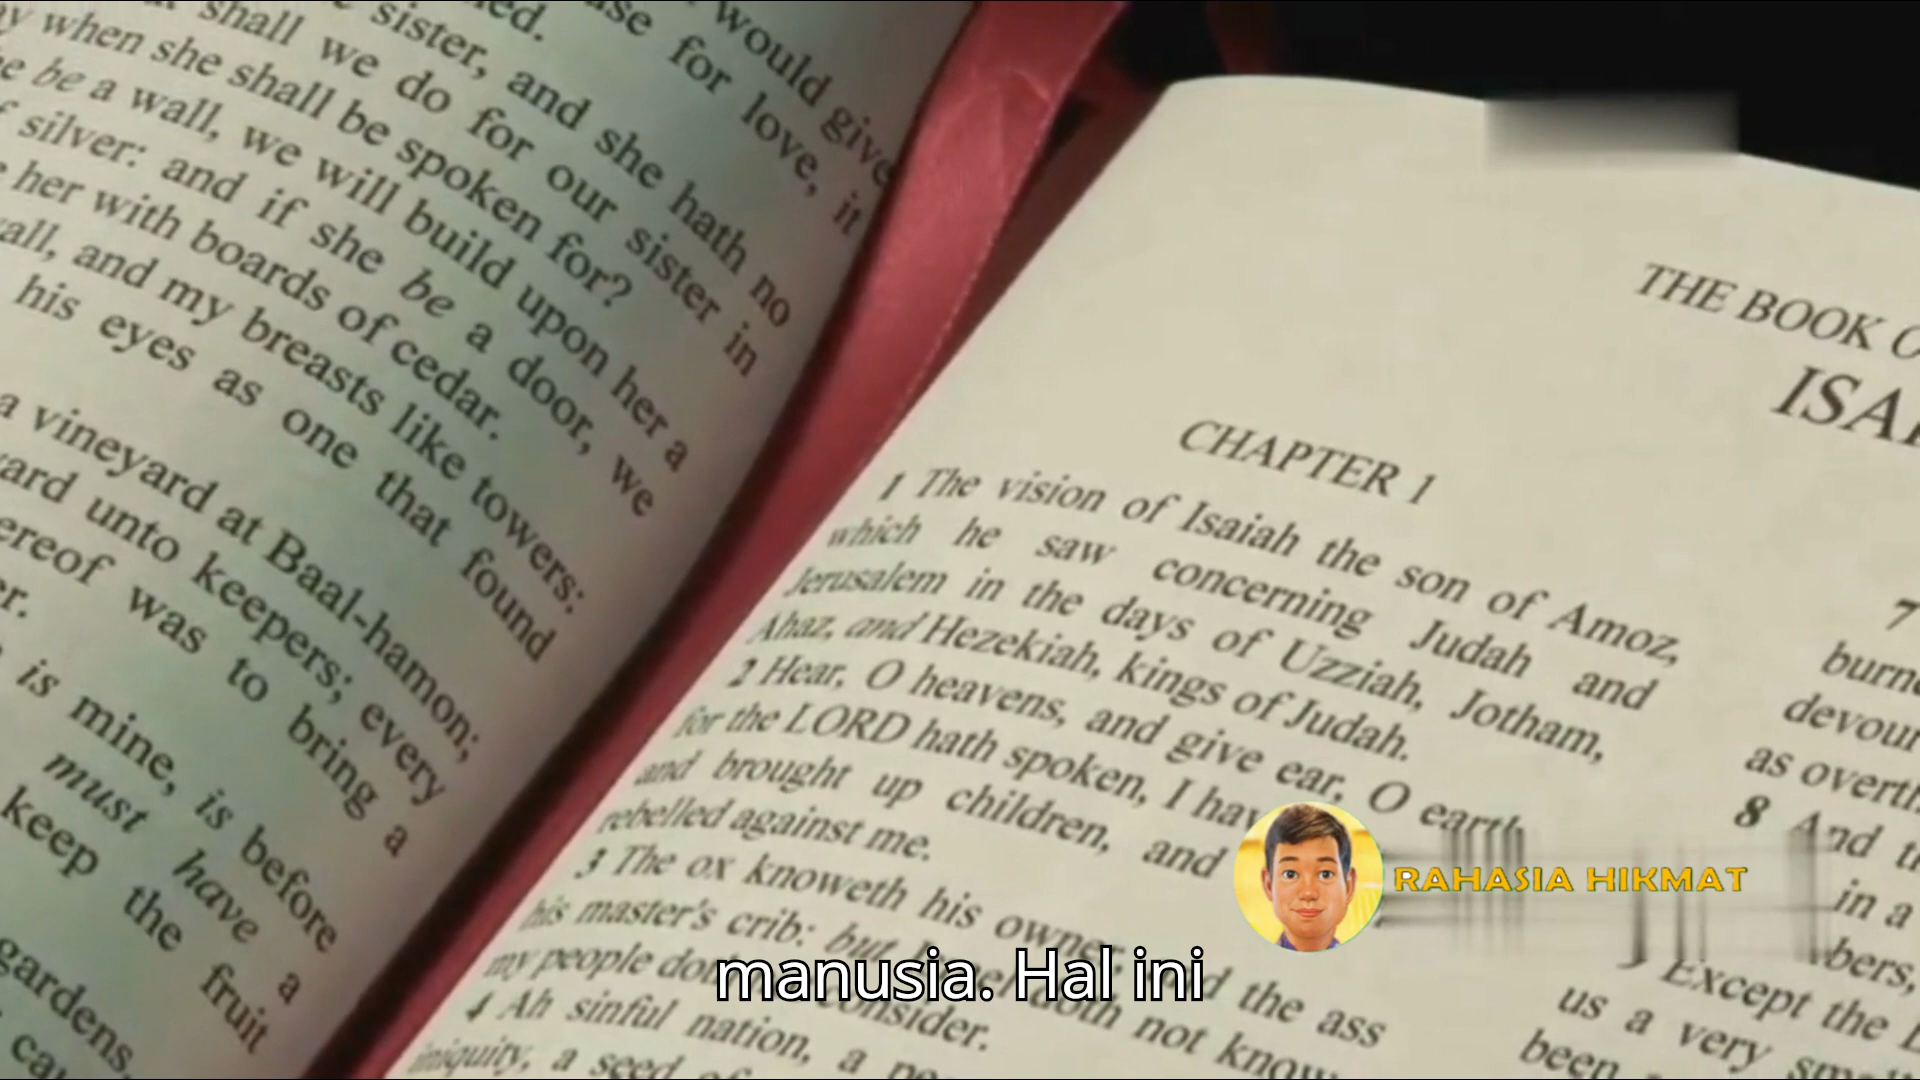 would give
for love, it
sister, and she hath no
shall we do for our sister in
when she shall be spoken for?
be a wall, we will build upon her a
silver: and if she be a door, we
her with boards of cedar.
and my breasts like towers:
his eyes as one that found
a vineyard at Baal-hamon;
unto keepers; every
was to bring a
is mine, is before
must have a
keep the fruit
gardens,
THE BOOK
CHAPTER 1
1 The vision of Isaiah the son of Amoz,
which he saw concerning Judah and
Jerusalem in the days of Uzziah, Jotham,
Ahaz, and Hezekiah, kings of Judah.
2 Hear, O heavens, and give ear, O earth
for the LORD hath spoken, I
and brought up children, and
rebelled against me.
3 The ox knoweth his owner, the ass
his master's crib: but doth not know
my people consider.
4 Ah sinful nation, a
iniquity, a seed
7
as
8 And
in a
Except the
us a very
been
RAHASIA HIKMAT
manusia. Hal ini